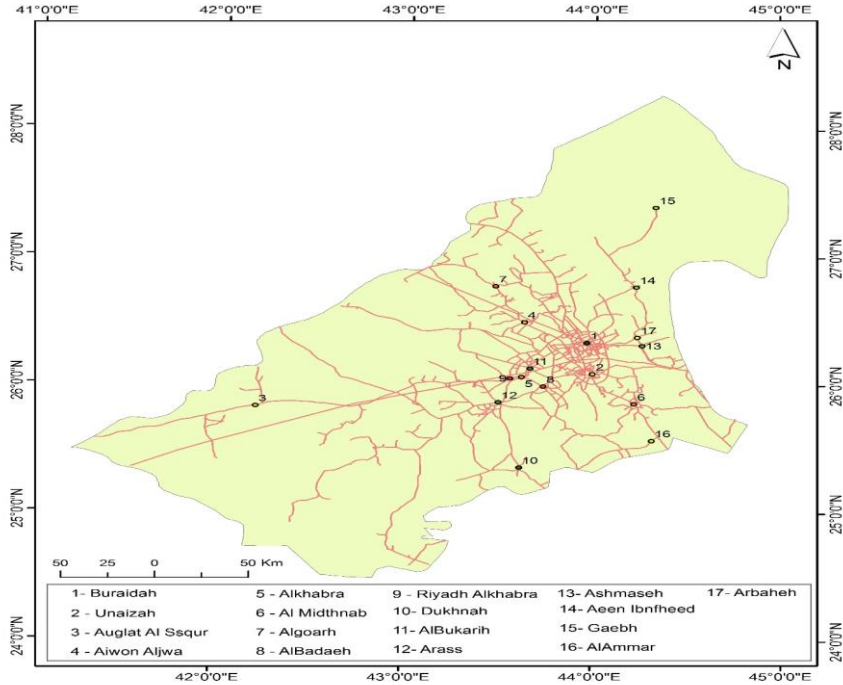 41°0'0"E 42°0'0"E 43°0'0"E 44°0'0"E 45°0'0"E
N
28°0'0"N 28°0'0"N
15
27°0'0"N 27°0'0"N
7 14
4 17
1 13
11
26°0'0"N 9 5 8 2 26°0'0"N
3 12 6
16
10
25°0'0"N 25°0'0"N
50 25 0 50 Km
1- Buraidah 5 - Alkhabra 9 - Riyadh Alkhabra 13- Ashmaseh 17- Arbaheh
2 - Unaizah 6 - Al Midthnab 10- Dukhnah 14- Aeen Ibnfheed
3 - Auglat Al Ssqur 7 - Algoarh 11- AlBukarih 15- Gaebh
4 - Aiwon Aljwa 8 - AlBadaeh 12- Arass 16- AlAmmar
24°0'0"N 24°0'0"N
42°0'0"E 43°0'0"E 44°0'0"E 45°0'0"E